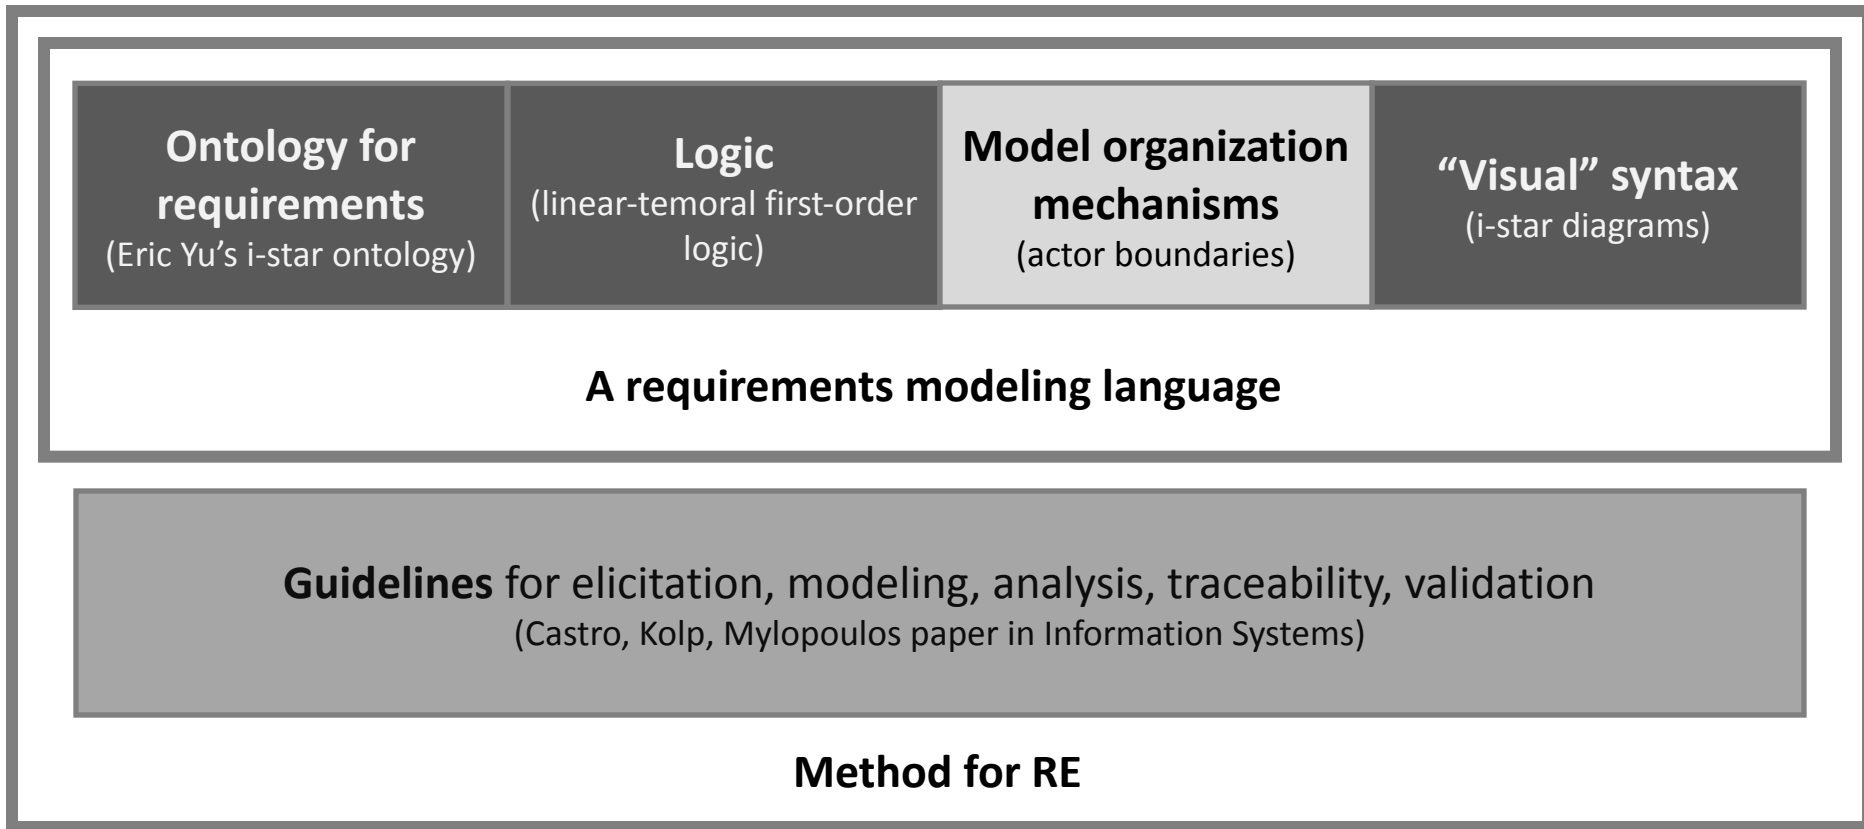 Ontology for
requirements
(Eric Yu’s i-star ontology)
Logic
(linear-temoral first-order
logic)
Model organization
mechanisms
(actor boundaries)
“Visual” syntax
(i-star diagrams)
A requirements modeling language
Guidelines for elicitation, modeling, analysis, traceability, validation
(Castro, Kolp, Mylopoulos paper in Information Systems)
Method for RE